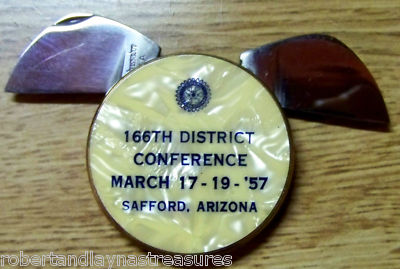 166TH DISTRICT
CONFERENCE
MARCH 17-19-'57
SAFFORD, ARIZONA
robertandlaynastreasures